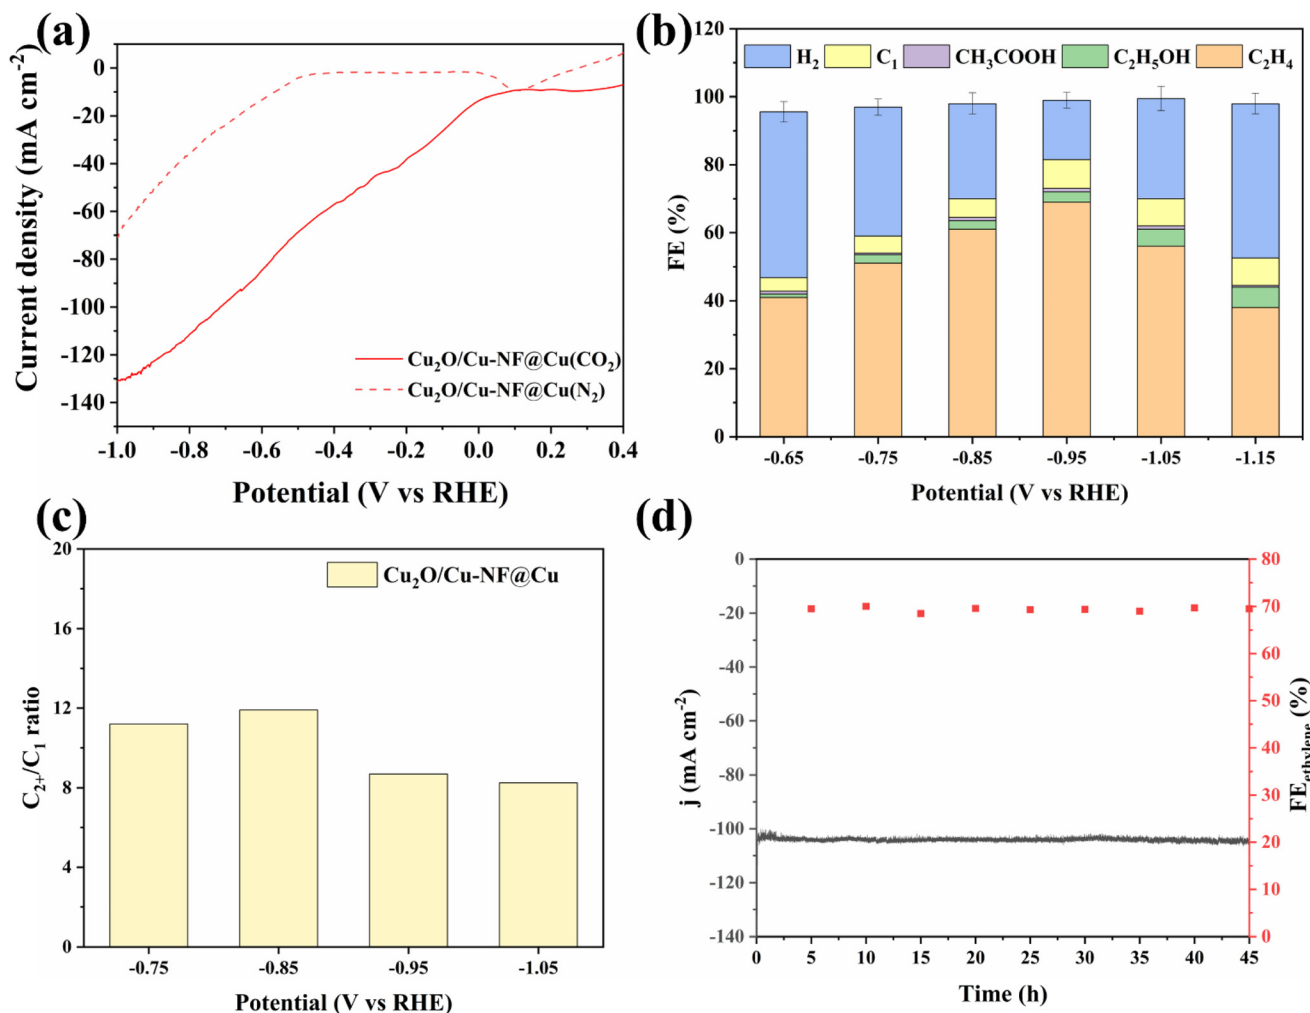 (a)
Current density (mA cm⁻²)
0
-20
-40
-60
-80
-100
-120
-140
-1.0 -0.8 -0.6 -0.4 -0.2 0.0 0.2 0.4
Potential (V vs RHE)
Cu₂O/Cu-NF@Cu(CO₂)
Cu₂O/Cu-NF@Cu(N₂)
(b)
FE (%)
120
100
80
60
40
20
0
H₂ C₁ CH₃COOH C₂H₅OH C₂H₄
-0.65 -0.75 -0.85 -0.95 -1.05 -1.15
Potential (V vs RHE)
(c)
C₂₊/C₁ ratio
20
16
12
8
4
0
Cu₂O/Cu-NF@Cu
-0.75 -0.85 -0.95 -1.05
Potential (V vs RHE)
(d)
j (mA cm⁻²)
0
-20
-40
-60
-80
-100
-120
-140
0 5 10 15 20 25 30 35 40 45
Time (h)
80
70
60
50
40
30
20
10
0
FEethylene (%)